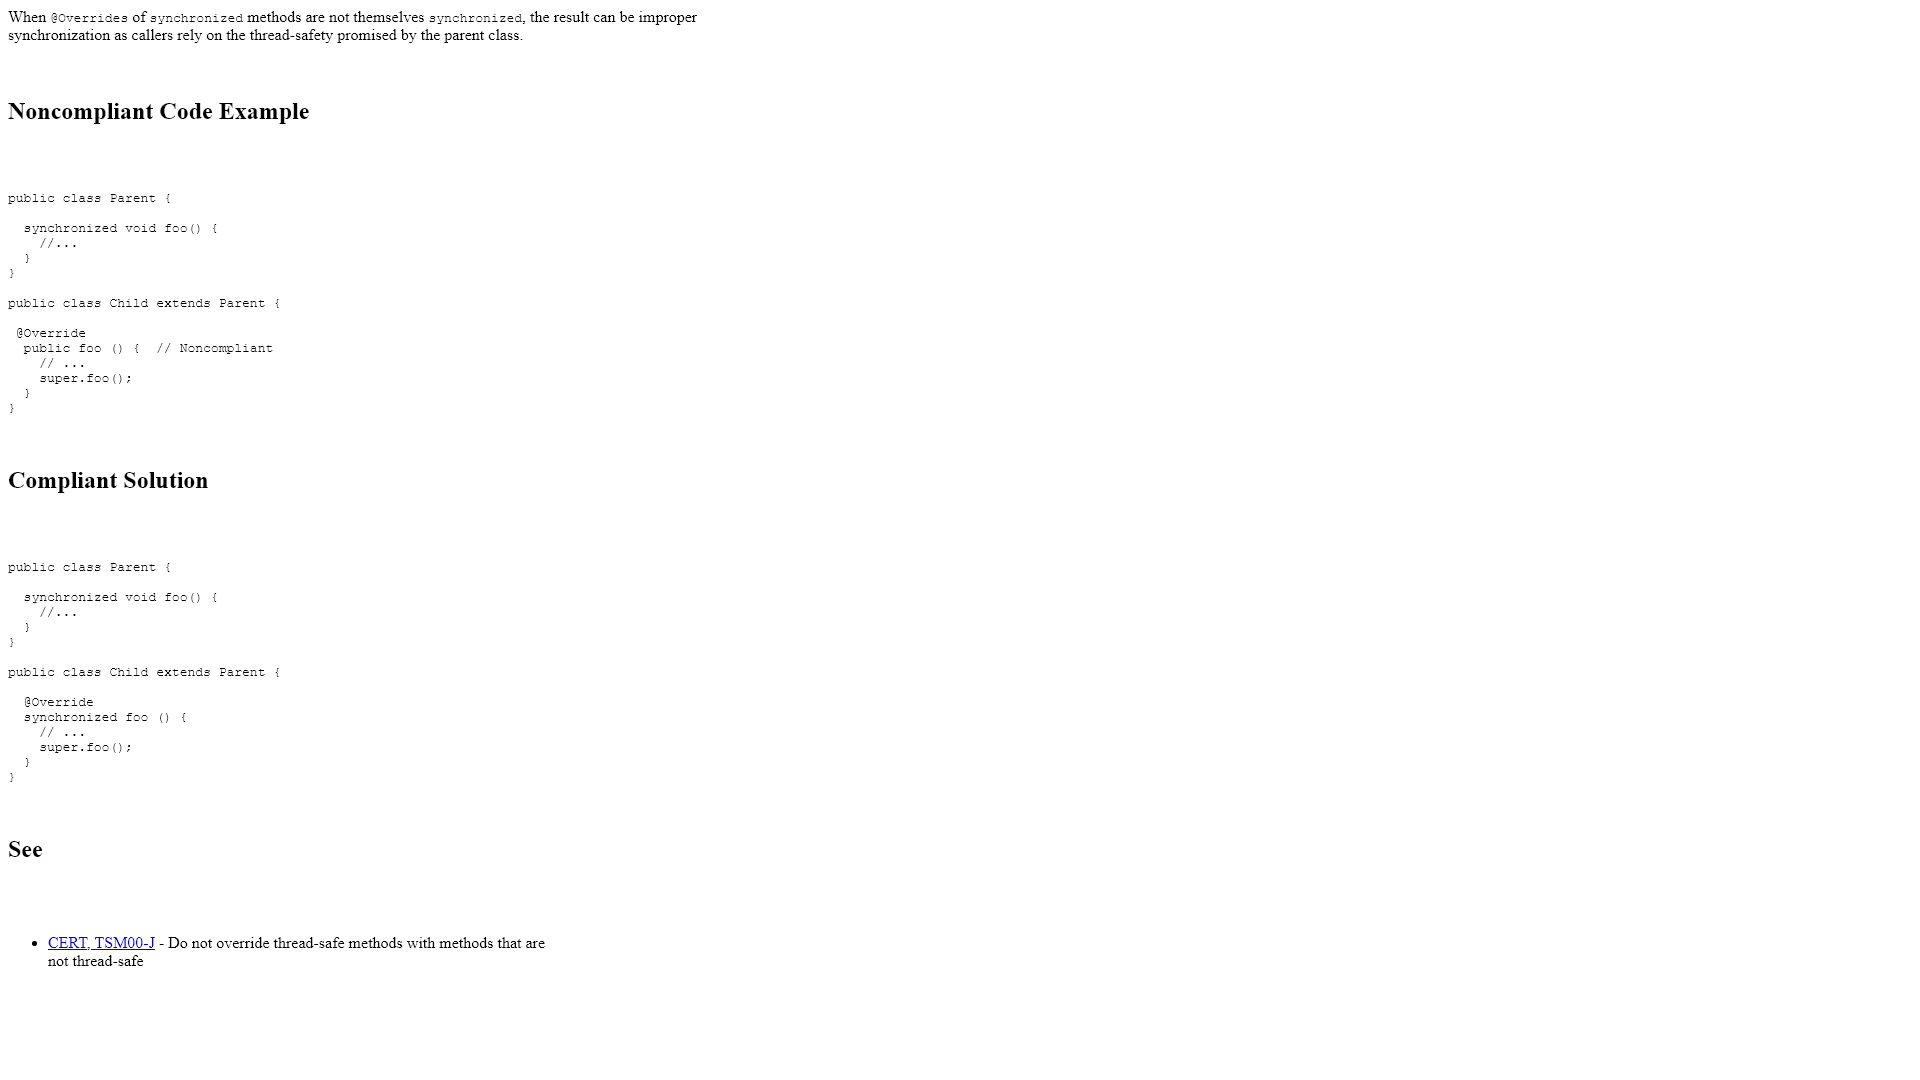 When @Overrides of synchronized methods are not themselves synchronized, the result can be improper
synchronization as callers rely on the thread-safety promised by the parent class.
Noncompliant Code Example
public class Parent {
  synchronized void foo() {
    //...
  }
}
public class Child extends Parent {
 @Override
  public foo () {  // Noncompliant
    // ...
    super.foo();
  }
}
Compliant Solution
public class Parent {
  synchronized void foo() {
    //...
  }
}
public class Child extends Parent {
  @Override
  synchronized foo () {
    // ...
    super.foo();
  }
}
See
• CERT, TSM00-J - Do not override thread-safe methods with methods that are
not thread-safe